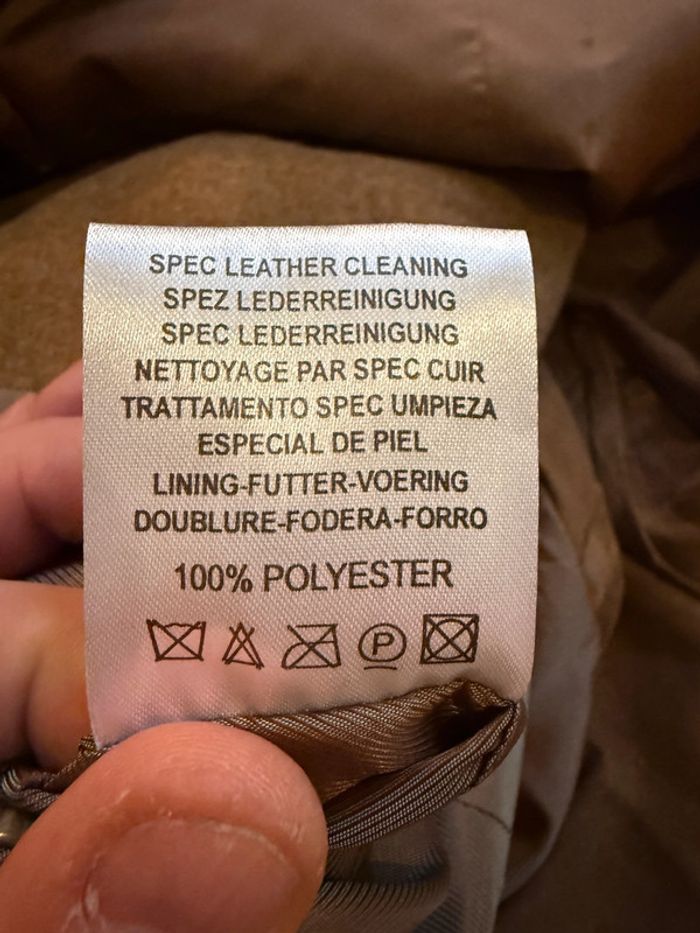 SPEC LEATHER CLEANING
SPEZ LEDERREINIGUNG
SPEC LEDERREINIGUNG
NETTOYAGE PAR SPEC CUIR
TRATTAMENTO SPEC UMPIEZA
ESPECIAL DE PIEL
LINING-FUTTER-VOERING
DOUBLURE-FODERA-FORRO
100% POLYESTER
P